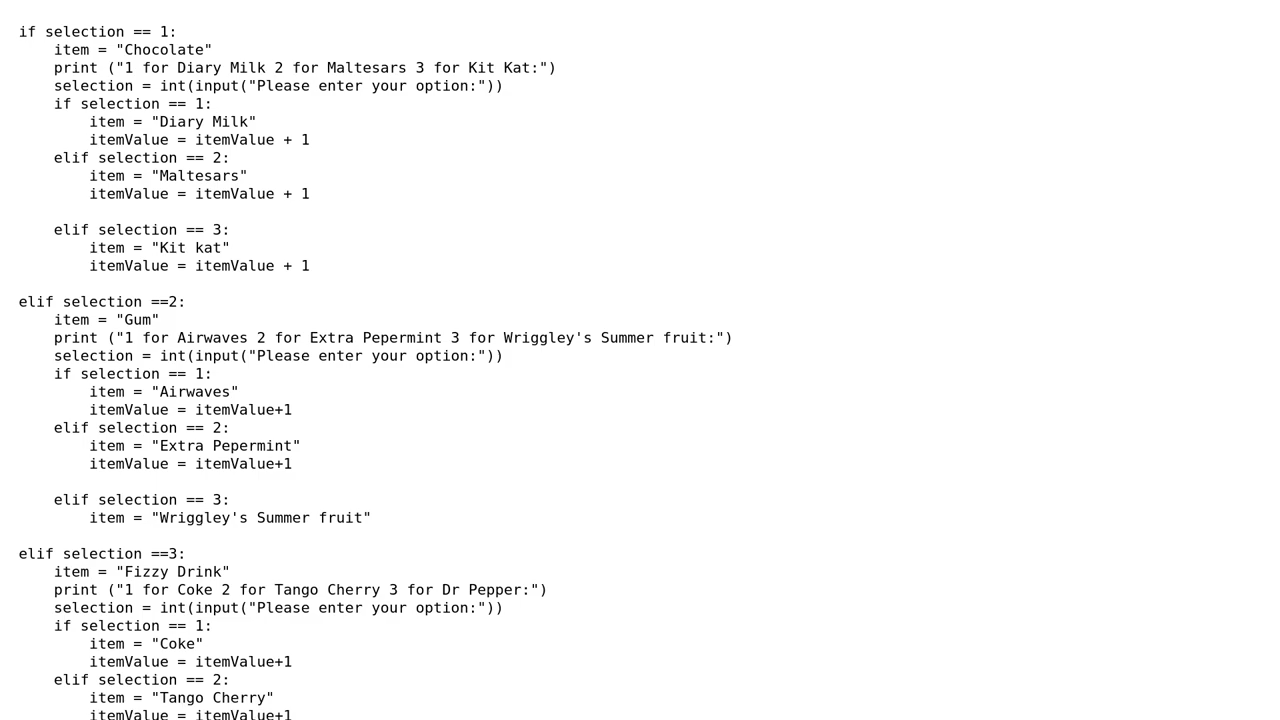 if selection == 1:
    item = "Chocolate"
    print ("1 for Diary Milk 2 for Maltesars 3 for Kit Kat:")
    selection = int(input("Please enter your option:"))
    if selection == 1:
        item = "Diary Milk"
        itemValue = itemValue + 1
    elif selection == 2:
        item = "Maltesars"
        itemValue = itemValue + 1

    elif selection == 3:
        item = "Kit kat"
        itemValue = itemValue + 1

elif selection ==2:
    item = "Gum"
    print ("1 for Airwaves 2 for Extra Pepermint 3 for Wriggley's Summer fruit:")
    selection = int(input("Please enter your option:"))
    if selection == 1:
        item = "Airwaves"
        itemValue = itemValue+1
    elif selection == 2:
        item = "Extra Pepermint"
        itemValue = itemValue+1

    elif selection == 3:
        item = "Wriggley's Summer fruit"

elif selection ==3:
    item = "Fizzy Drink"
    print ("1 for Coke 2 for Tango Cherry 3 for Dr Pepper:")
    selection = int(input("Please enter your option:"))
    if selection == 1:
        item = "Coke"
        itemValue = itemValue+1
    elif selection == 2:
        item = "Tango Cherry"
        itemValue = itemValue+1